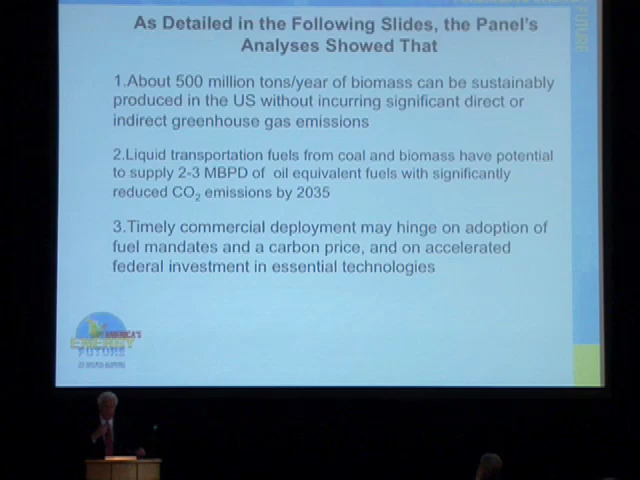 As Detailed in the Following Slides, the Panel's
Analyses Showed That
1.About 500 million tons/year of biomass can be sustainably
produced in the US without incurring significant direct or
indirect greenhouse gas emissions
2.Liquid transportation fuels from coal and biomass have potential
to supply 2-3 MBPD of oil equivalent fuels with significantly
reduced CO2 emissions by 2035
3.Timely commercial deployment may hinge on adoption of
fuel mandates and a carbon price, and on accelerated
federal investment in essential technologies
AMERICA'S
ENERGY
FUTURE
FUTURE